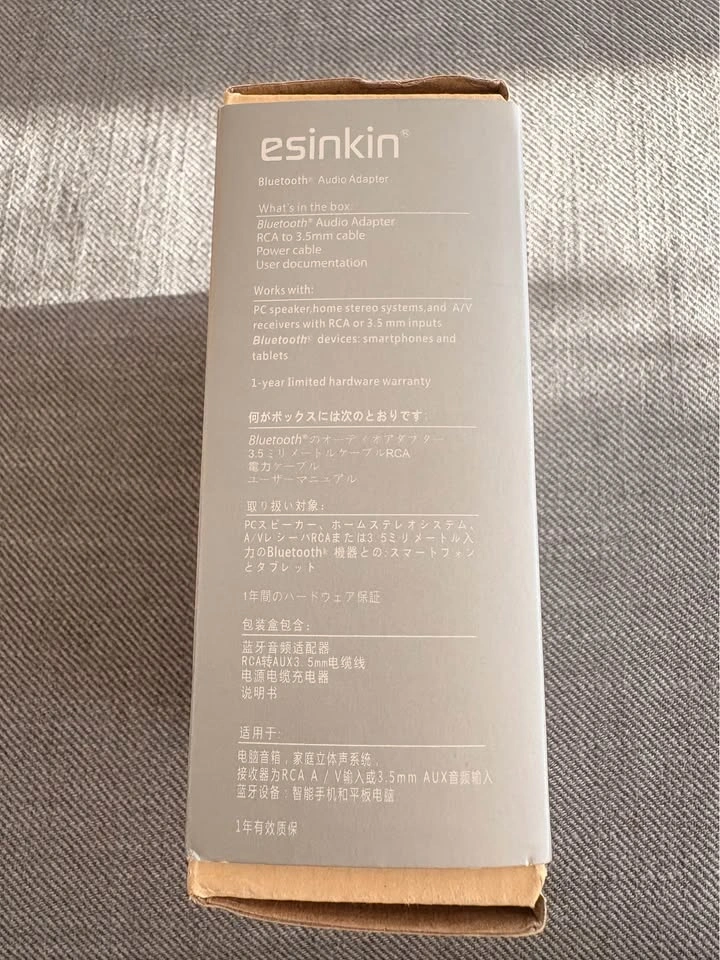 esinkin®
Bluetooth® Audio Adapter
What's in the box:
Bluetooth® Audio Adapter
RCA to 3.5mm cable
Power cable
User documentation
Works with:
PC speaker,home stereo systems,and A/V
receivers with RCA or 3.5 mm inputs
Bluetooth® devices: smartphones and
tablets
1-year limited hardware warranty
何がボックスには次のとおりです:
Bluetooth®のオーディオアダプター
3.5ミリメートルケーブルRCA
電力ケーブル
ユーザーマニュアル
取り扱い対象:
PCスピーカー、ホームステレオシステム、
A/VレシーバRCAまたは3.5ミリメートル入
力のBluetooth® 機器との:スマートフォン
とタブレット
1年間のハードウェア保証
包装盒包含:
蓝牙音频适配器
RCA转AUX3.5mm电缆线
电源电缆充电器
说明书
适用于:
电脑音箱,家庭立体声系统,
接收器为RCA A / V输入或3.5mm AUX音频输入
蓝牙设备:智能手机和平板电脑
1年有效质保